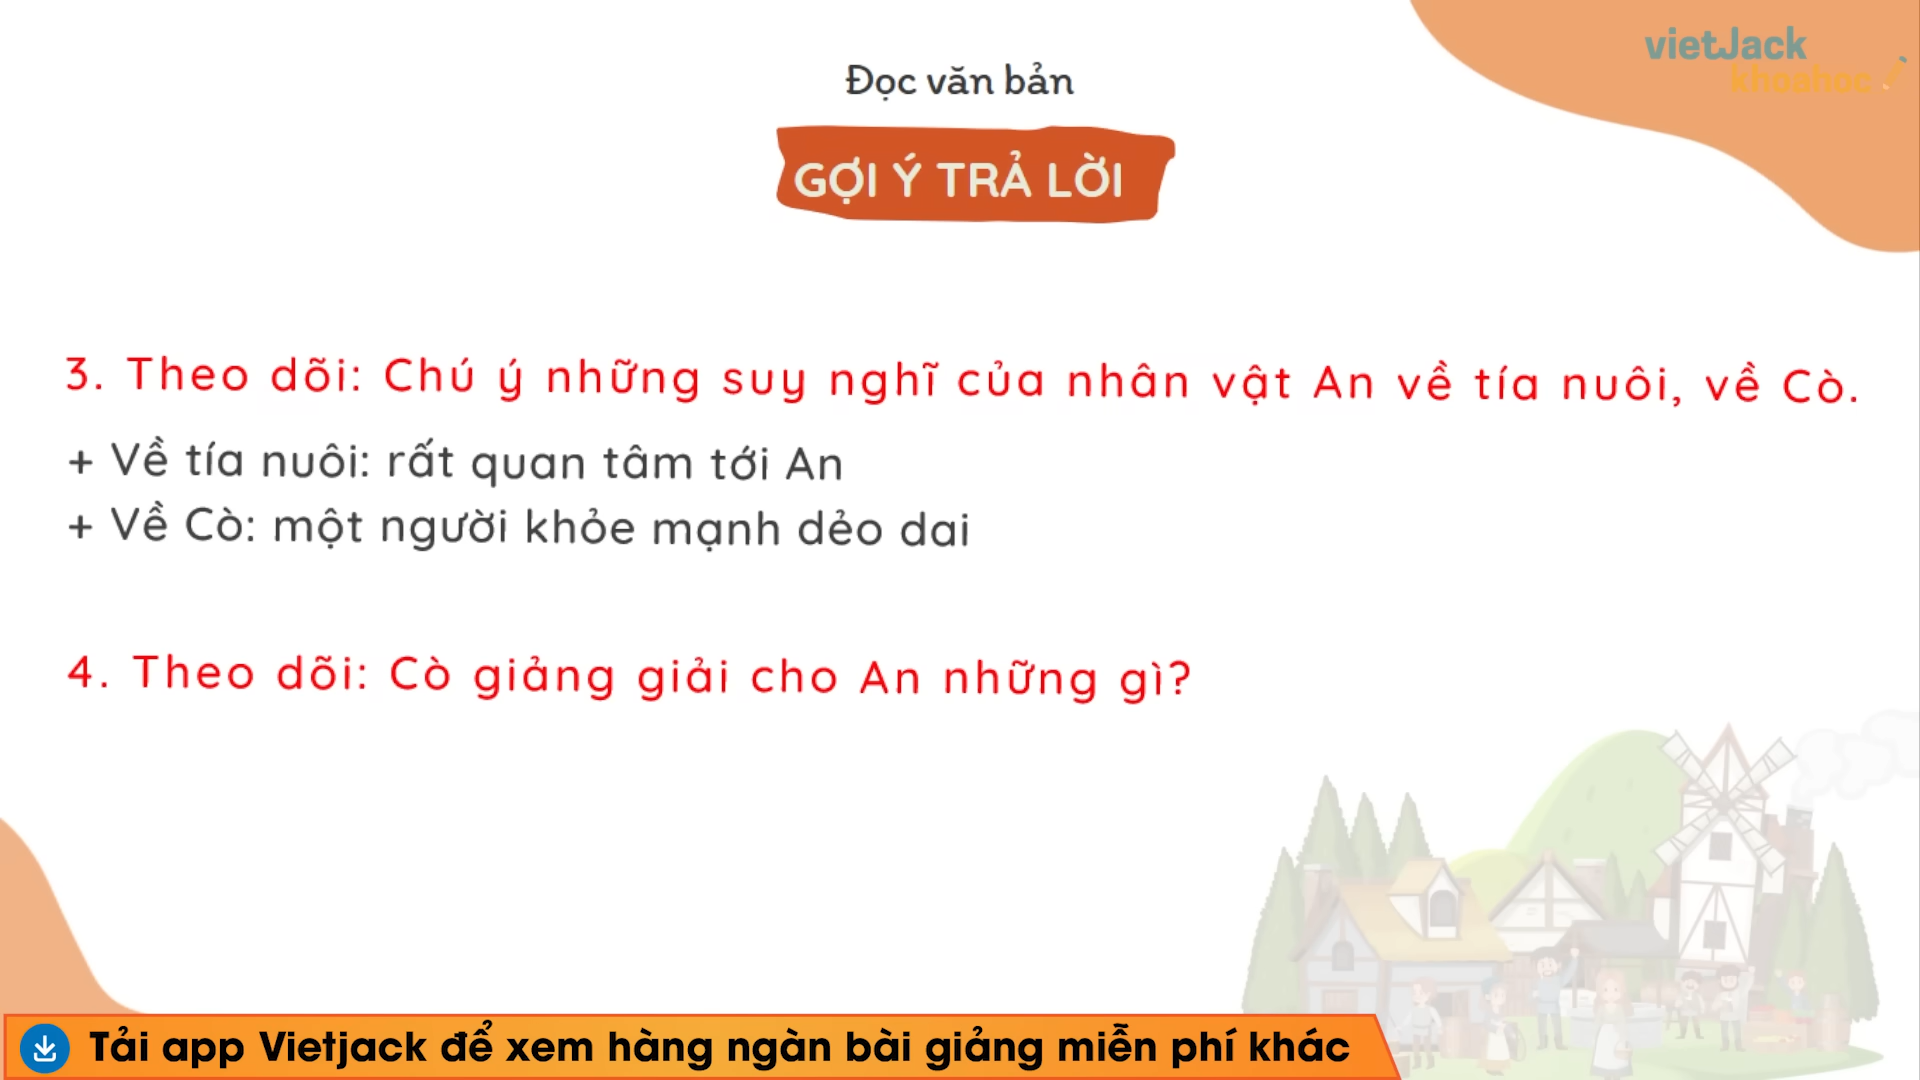 vietJack
khoahoc
Đọc văn bản
GỢI Ý TRẢ LỜI
3. Theo dõi: Chú ý những suy nghĩ của nhân vật An về tía nuôi, về Cò.
+ Về tía nuôi: rất quan tâm tới An
+ Về Cò: một người khỏe mạnh dẻo dai
4. Theo dõi: Cò giảng giải cho An những gì?
Tải app Vietjack để xem hàng ngàn bài giảng miễn phí khác